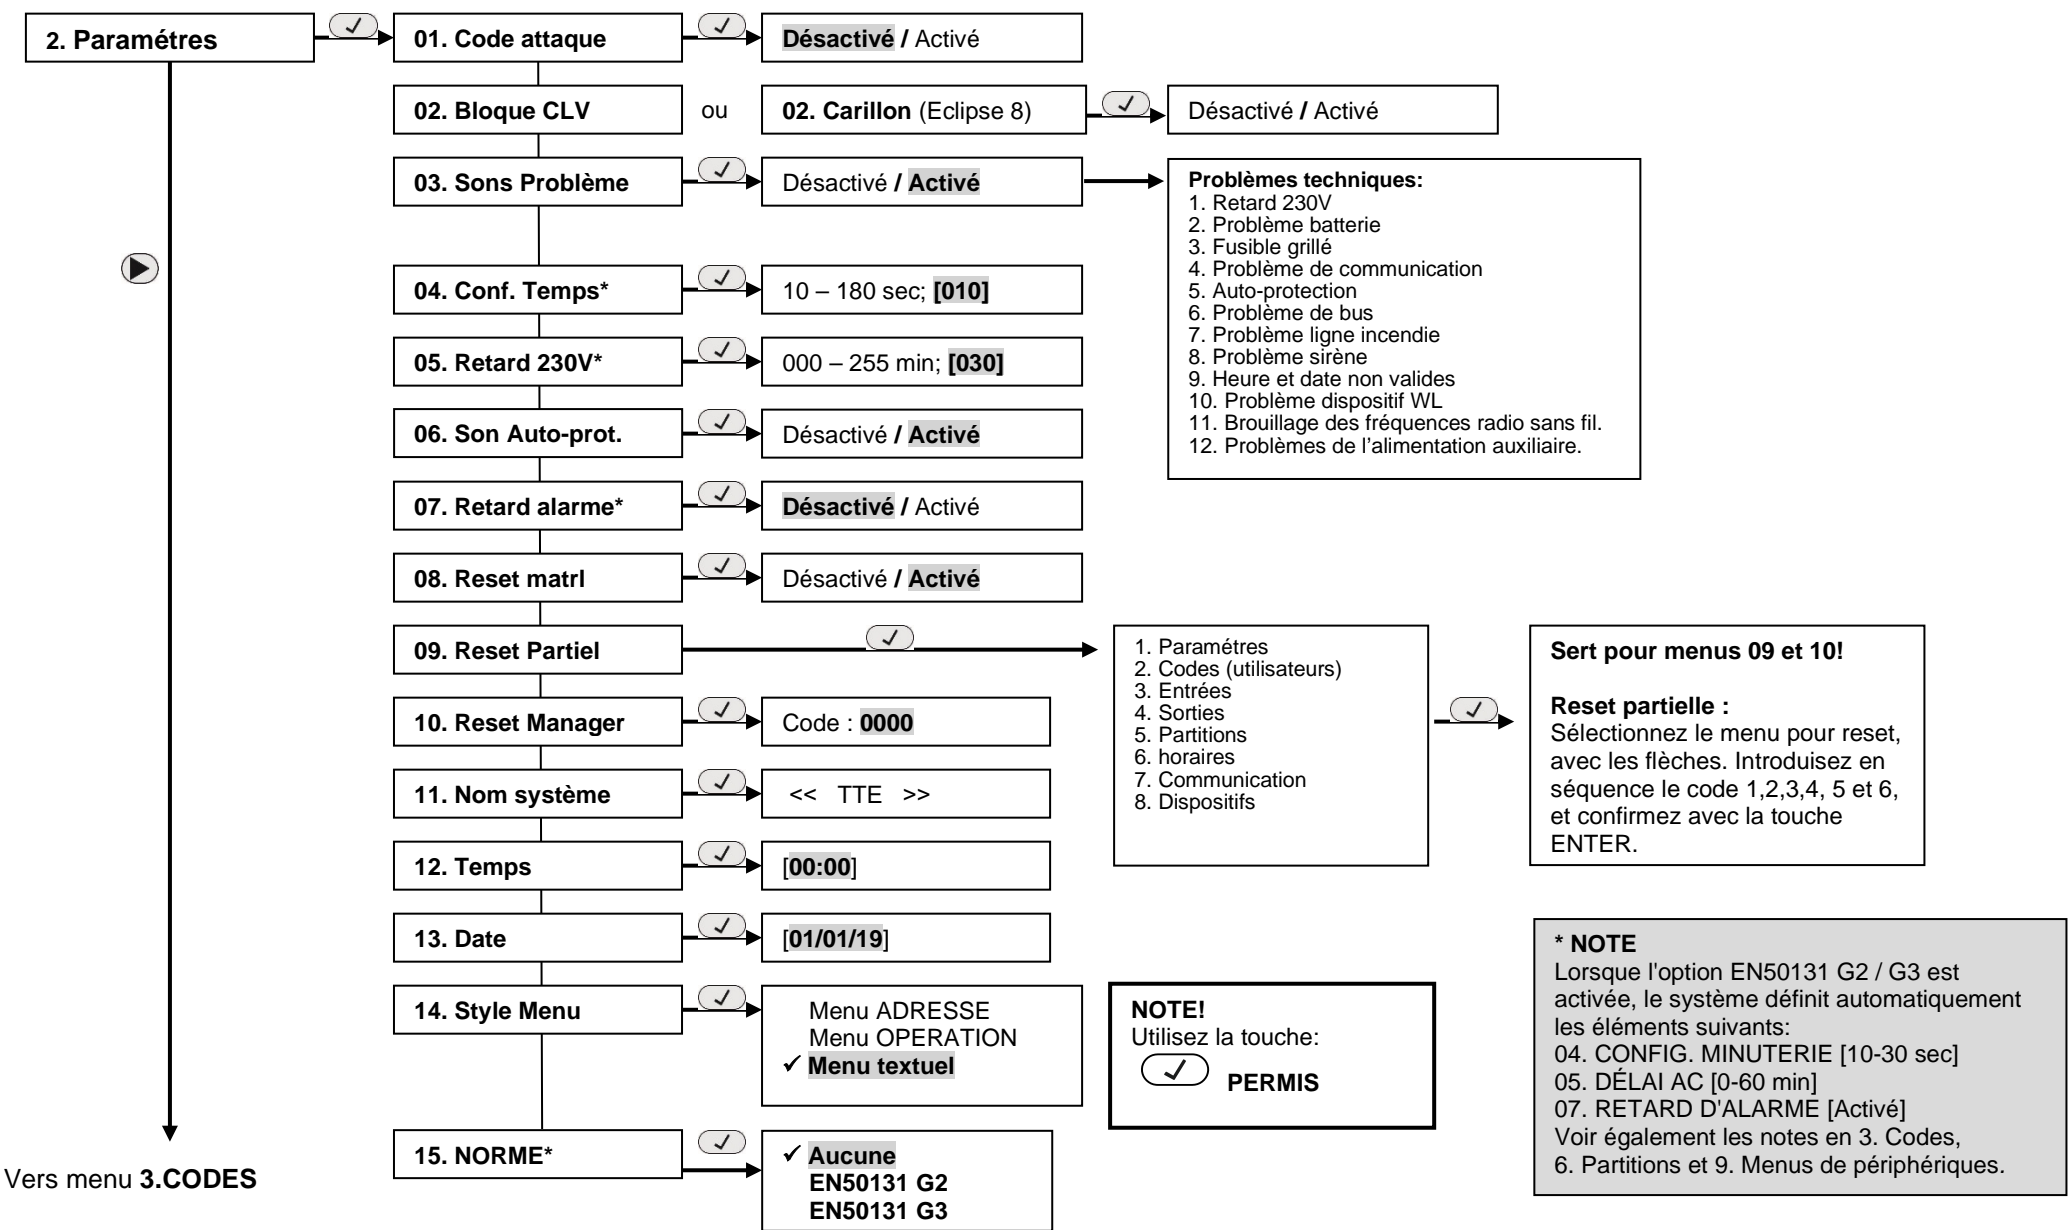 2. Paramétres
01. Code attaque
Désactivé / Activé
02. Bloque CLV
ou
02. Carillon (Eclipse 8)
Désactivé / Activé
03. Sons Problème
Désactivé / Activé
Problèmes techniques:
1. Retard 230V
2. Problème batterie
3. Fusible grillé
4. Problème de communication
5. Auto-protection
6. Problème de bus
7. Problème ligne incendie
8. Problème sirène
9. Heure et date non valides
10. Problème dispositif WL
11. Brouillage des fréquences radio sans fil.
12. Problèmes de l’alimentation auxiliaire.
04. Conf. Temps*
10 – 180 sec; [010]
05. Retard 230V*
000 – 255 min; [030]
06. Son Auto-prot.
Désactivé / Activé
07. Retard alarme*
Désactivé / Activé
08. Reset matrl
Désactivé / Activé
09. Reset Partiel
1. Paramétres
2. Codes (utilisateurs)
3. Entrées
4. Sorties
5. Partitions
6. horaires
7. Communication
8. Dispositifs
Sert pour menus 09 et 10!
Reset partielle :
Sélectionnez le menu pour reset,
avec les flèches. Introduisez en
séquence le code 1,2,3,4, 5 et 6,
et confirmez avec la touche
ENTER.
10. Reset Manager
Code : 0000
11. Nom système
<< TTE >>
12. Temps
[00:00]
13. Date
[01/01/19]
14. Style Menu
Menu ADRESSE
Menu OPERATION
✓ Menu textuel
NOTE!
Utilisez la touche:
PERMIS
* NOTE
Lorsque l'option EN50131 G2 / G3 est
activée, le système définit automatiquement
les éléments suivants:
04. CONFIG. MINUTERIE [10-30 sec]
05. DÉLAI AC [0-60 min]
07. RETARD D'ALARME [Activé]
Voir également les notes en 3. Codes,
6. Partitions et 9. Menus de périphériques.
15. NORME*
✓ Aucune
EN50131 G2
EN50131 G3
Vers menu 3.CODES